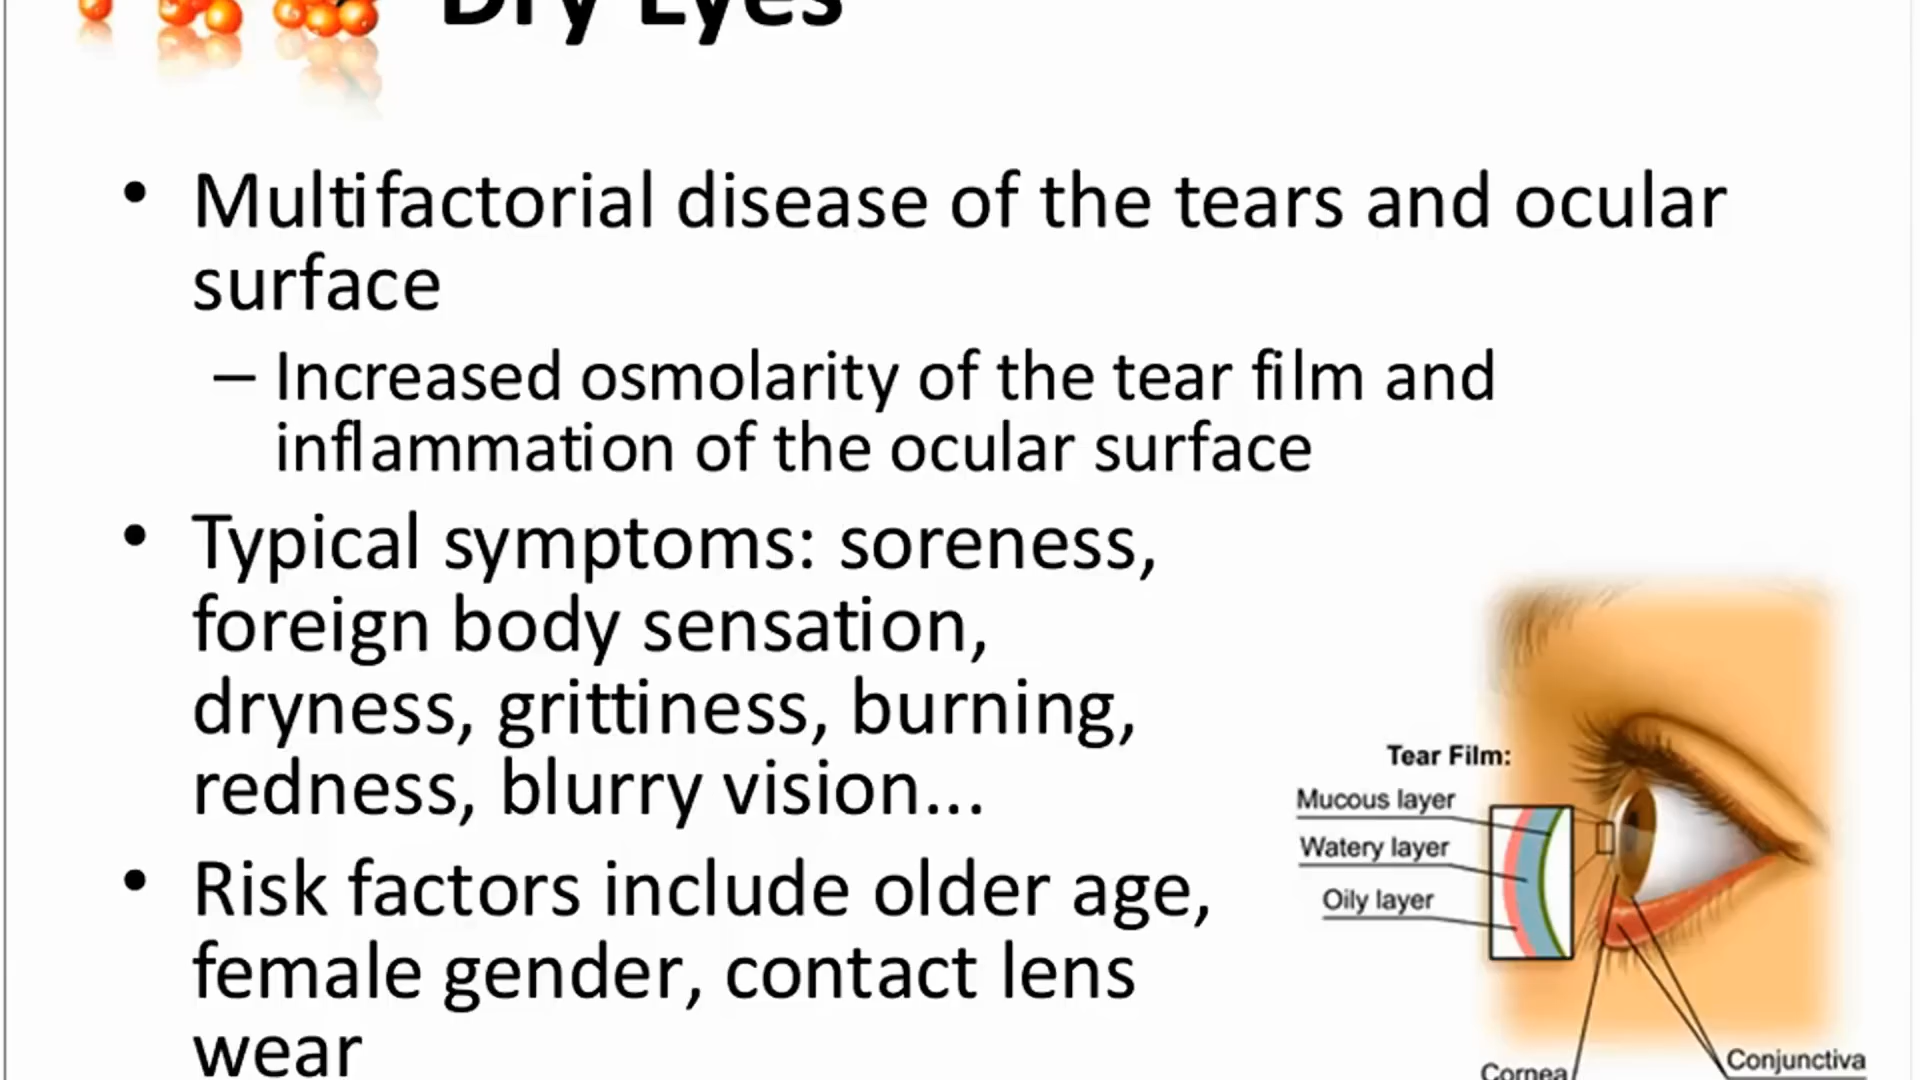 Dry Eyes
• Multifactorial disease of the tears and ocular
surface
– Increased osmolarity of the tear film and
inflammation of the ocular surface
• Typical symptoms: soreness,
foreign body sensation,
dryness, grittiness, burning,
redness, blurry vision...
• Risk factors include older age,
female gender, contact lens
wear
Tear Film:
Mucous layer
Watery layer
Oily layer
Cornea
Conjunctiva